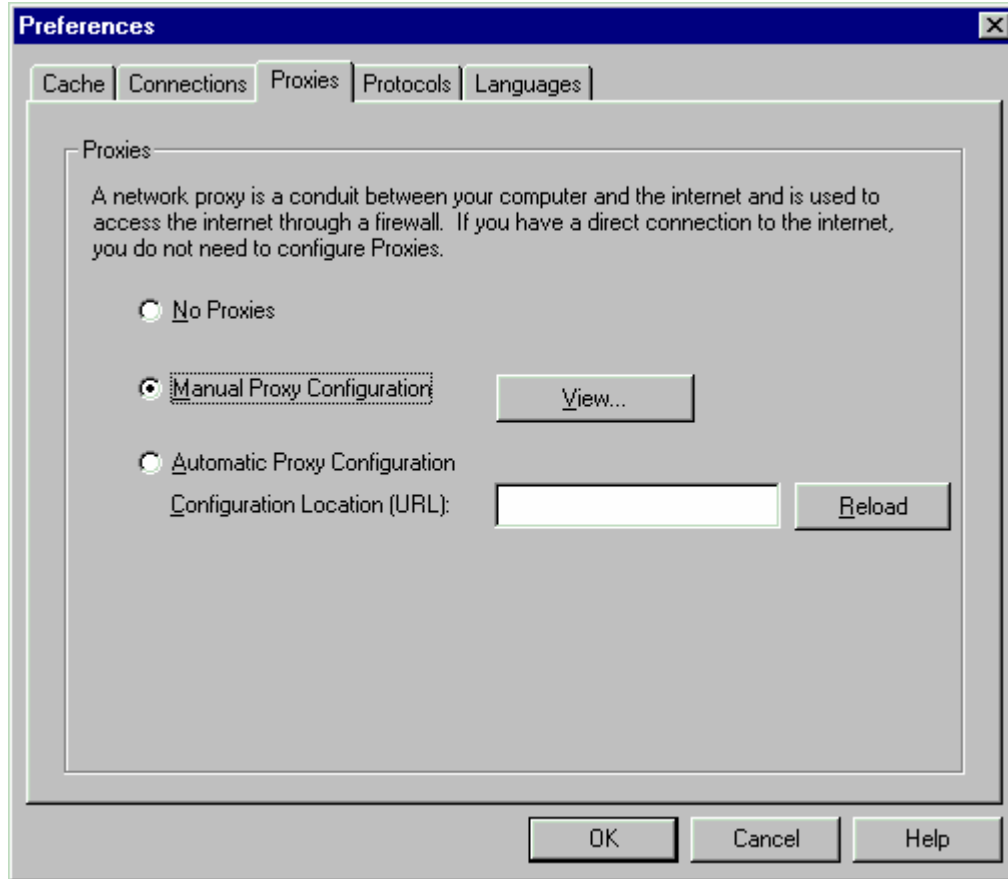 Preferences
Cache Connections Proxies Protocols Languages
Proxies
A network proxy is a conduit between your computer and the internet and is used to
access the internet through a firewall. If you have a direct connection to the internet,
you do not need to configure Proxies.
No Proxies
Manual Proxy Configuration View...
Automatic Proxy Configuration
Configuration Location (URL): Reload
OK Cancel Help